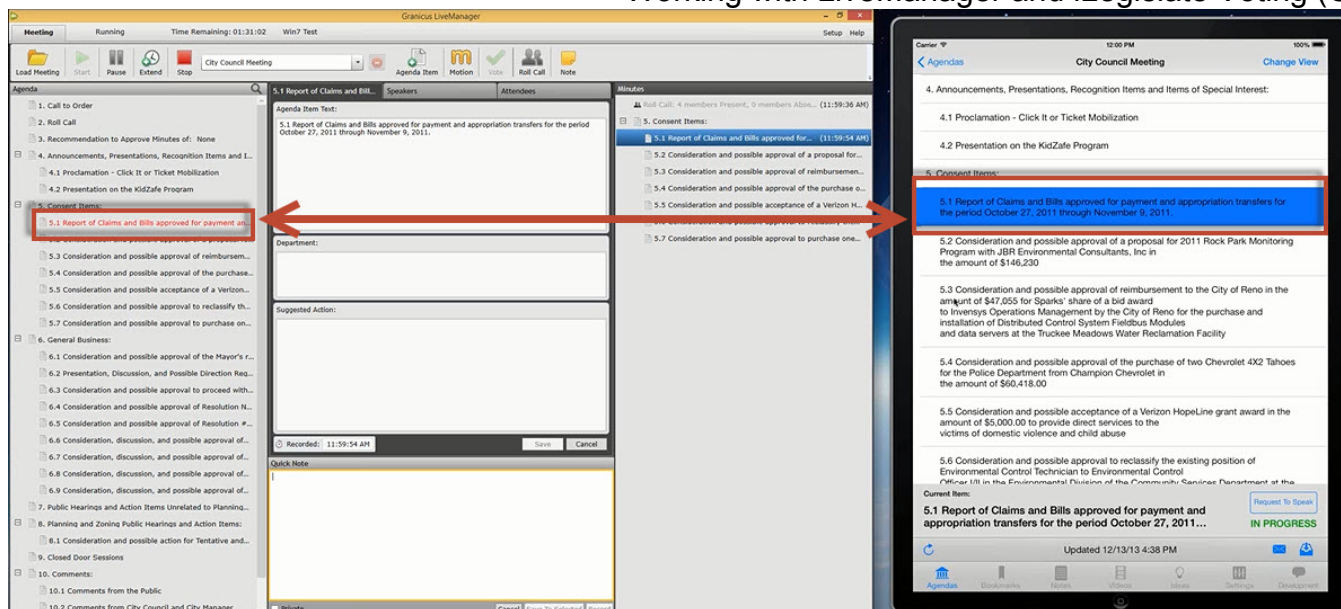 Working with LiveManager and iLegislate Voting (
Granicus LiveManager
Meeting Running Time Remaining: 01:31:02 Win7 Test Setup Help
Load Meeting Start Pause Extend Stop City Council Meeting Agenda Item Motion Vote Roll Call Note
Agenda
1. Call to Order
2. Roll Call
3. Recommendation to Approve Minutes of: None
4. Announcements, Presentations, Recognition Items and I...
4.1 Proclamation - Click It or Ticket Mobilization
4.2 Presentation on the KidZafe Program
5. Consent Items:
5.1 Report of Claims and Bills approved for payment an...
5.3 Consideration and possible approval of reimbursem...
5.4 Consideration and possible approval of the purchase...
5.5 Consideration and possible acceptance of a Verizon...
5.6 Consideration and possible approval to reclassify th...
5.7 Consideration and possible approval to purchase on...
6. General Business:
6.1 Consideration and possible approval of the Mayor's r...
6.2 Presentation, Discussion, and Possible Direction Req...
6.3 Consideration and possible approval to proceed with...
6.4 Consideration and possible approval of Resolution N...
6.5 Consideration and possible approval of Resolution #...
6.6 Consideration, discussion, and possible approval of...
6.7 Consideration, discussion, and possible approval of...
6.8 Consideration, discussion, and possible approval of...
6.9 Consideration, discussion, and possible approval of...
7. Public Hearings and Action Items Unrelated to Planning...
8. Planning and Zoning Public Hearings and Action Items:
8.1 Consideration and possible action for Tentative and...
9. Closed Door Sessions
10. Comments:
10.1 Comments from the Public
10.2 Comments from City Council and City Manager
5.1 Report of Claims and Bill... Speakers Attendees
Agenda Item Text:
5.1 Report of Claims and Bills approved for payment and appropriation transfers for the period
October 27, 2011 through November 9, 2011.
Department:
Suggested Action:
Recorded: 11:59:54 AM Save Cancel
Quick Note
Private Cancel Save To Selected Record
Minutes
Roll Call: 4 members Present, 0 members Abse... (11:59:36 AM)
5. Consent Items:
5.1 Report of Claims and Bills approved for... (11:59:54 AM)
5.2 Consideration and possible approval of a proposal for...
5.3 Consideration and possible approval of reimbursemen...
5.4 Consideration and possible approval of the purchase o...
5.5 Consideration and possible acceptance of a Verizon H...
5.7 Consideration and possible approval to purchase one...
Carrier 12:00 PM 100%
Agendas City Council Meeting Change View
4. Announcements, Presentations, Recognition Items and Items of Special Interest:
4.1 Proclamation - Click It or Ticket Mobilization
4.2 Presentation on the KidZafe Program
5. Consent Items:
5.1 Report of Claims and Bills approved for payment and appropriation transfers for
the period October 27, 2011 through November 9, 2011.
5.2 Consideration and possible approval of a proposal for 2011 Rock Park Monitoring
Program with JBR Environmental Consultants, Inc in
the amount of $146,230
5.3 Consideration and possible approval of reimbursement to the City of Reno in the
amount of $47,055 for Sparks' share of a bid award
to Invensys Operations Management by the City of Reno for the purchase and
installation of Distributed Control System Fieldbus Modules
and data servers at the Truckee Meadows Water Reclamation Facility
5.4 Consideration and possible approval of the purchase of two Chevrolet 4X2 Tahoes
for the Police Department from Champion Chevrolet in
the amount of $60,418.00
5.5 Consideration and possible acceptance of a Verizon HopeLine grant award in the
amount of $5,000.00 to provide direct services to the
victims of domestic violence and child abuse
5.6 Consideration and possible approval to reclassify the existing position of
Environmental Control Technician to Environmental Control
Officer I/II in the Environmental Division of the Community Services Department at the
Current Item:
5.1 Report of Claims and Bills approved for payment and
appropriation transfers for the period October 27, 2011...
Request To Speak
IN PROGRESS
Updated 12/13/13 4:38 PM
Agendas Bookmarks Notes Videos Ideas Settings Development